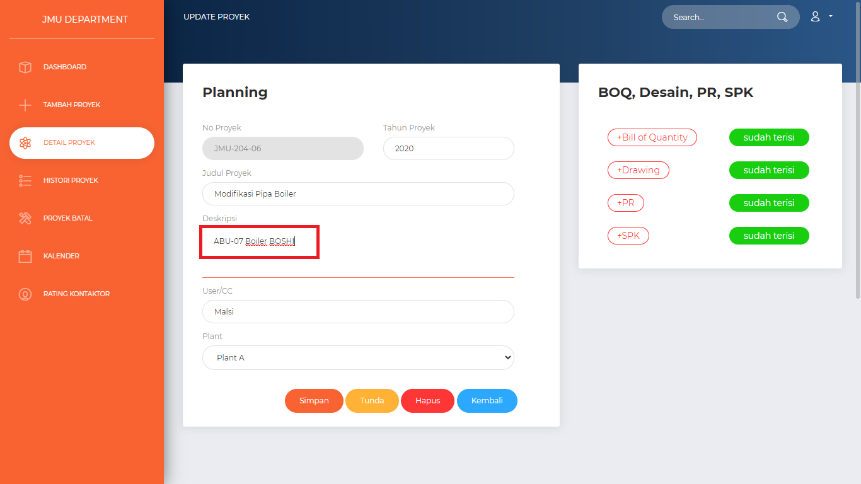 JMU DEPARTMENT
DASHBOARD
TAMBAH PROYEK
DETAIL PROYEK
HISTORI PROYEK
PROYEK BATAL
KALENDER
RATING KONTAKTOR
UPDATE PROYEK
Search...
Planning
No Proyek
Tahun Proyek
JMU-204-06
2020
Judul Proyek
Modifikasi Pipa Boiler
Deskripsi
ABU-07 Boiler BOSHI
User/CC
Malsi
Plant
Plant A
Simpan
Tunda
Hapus
Kembali
BOQ, Desain, PR, SPK
+Bill of Quantity
sudah terisi
+Drawing
sudah terisi
+PR
sudah terisi
+SPK
sudah terisi